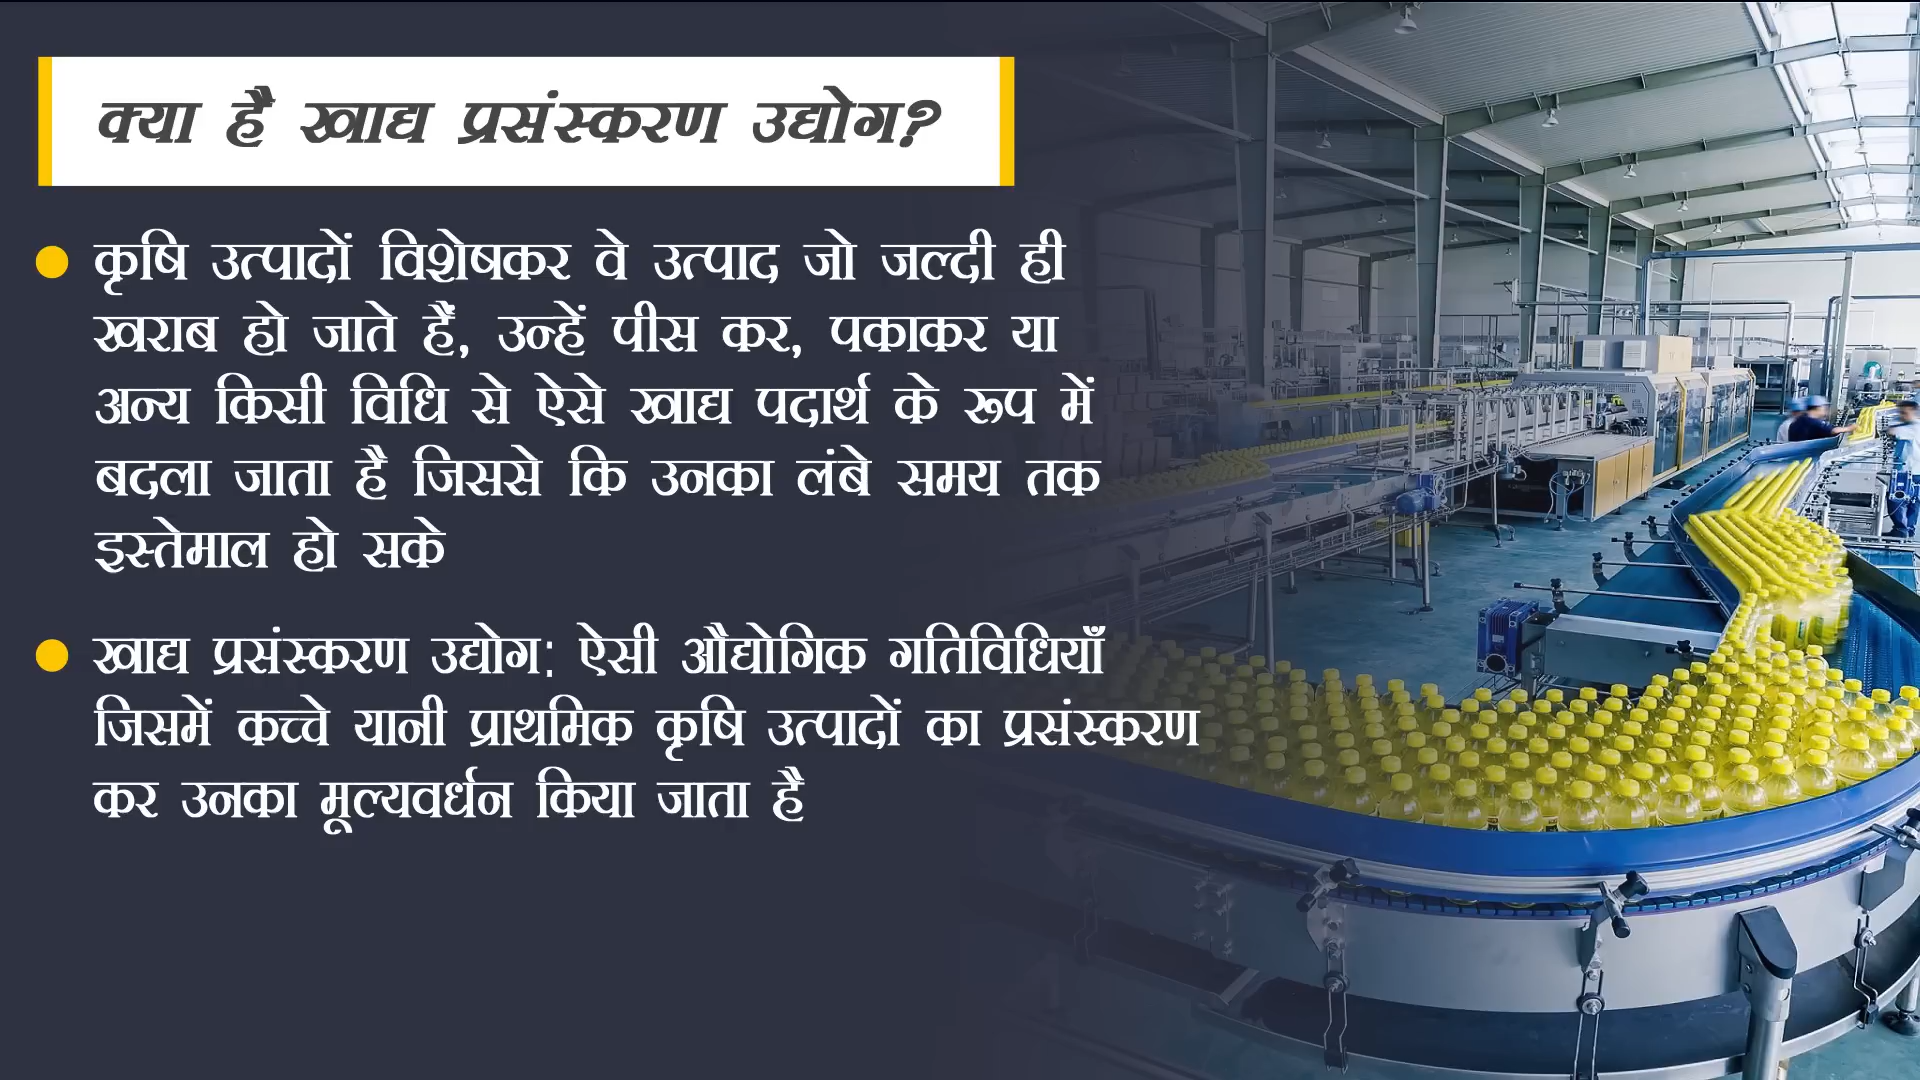 क्या है खाद्य प्रसंस्करण उद्योग?
कृषि उत्पादों विशेषकर वे उत्पाद जो जल्दी ही
खराब हो जाते हैं, उन्हें पीस कर, पकाकर या
अन्य किसी विधि से ऐसे खाद्य पदार्थ के रूप में
बदला जाता है जिससे कि उनका लंबे समय तक
इस्तेमाल हो सके
खाद्य प्रसंस्करण उद्योग: ऐसी औद्योगिक गतिविधियाँ
जिसमें कच्चे यानी प्राथमिक कृषि उत्पादों का प्रसंस्करण
कर उनका मूल्यवर्धन किया जाता है